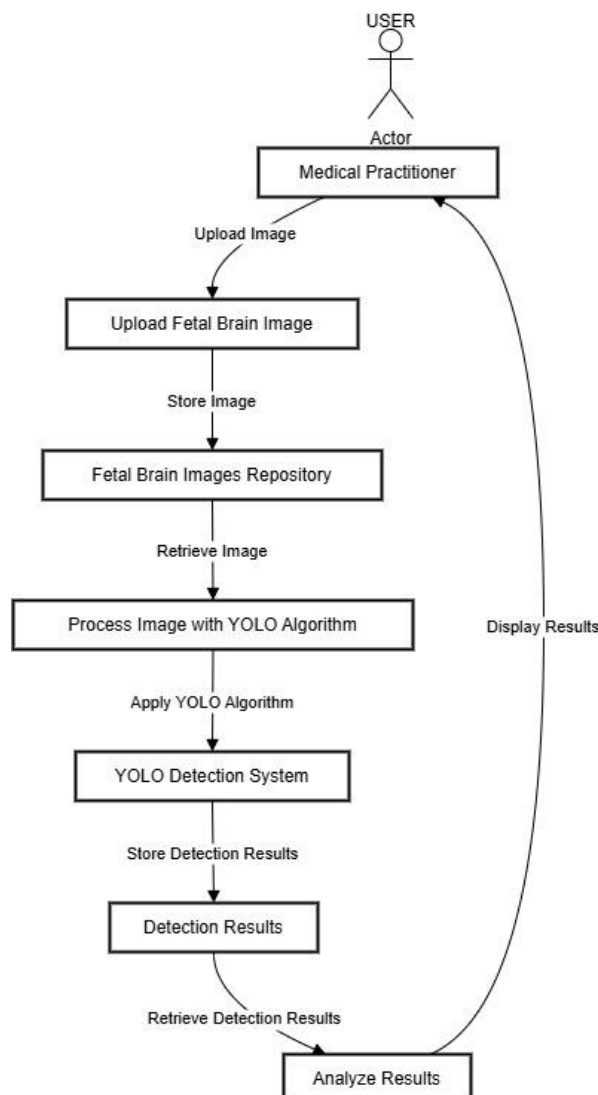 USER
Actor
Medical Practitioner
Upload Image
Upload Fetal Brain Image
Store Image
Fetal Brain Images Repository
Retrieve Image
Process Image with YOLO Algorithm
Display Results
Apply YOLO Algorithm
YOLO Detection System
Store Detection Results
Detection Results
Retrieve Detection Results
Analyze Results